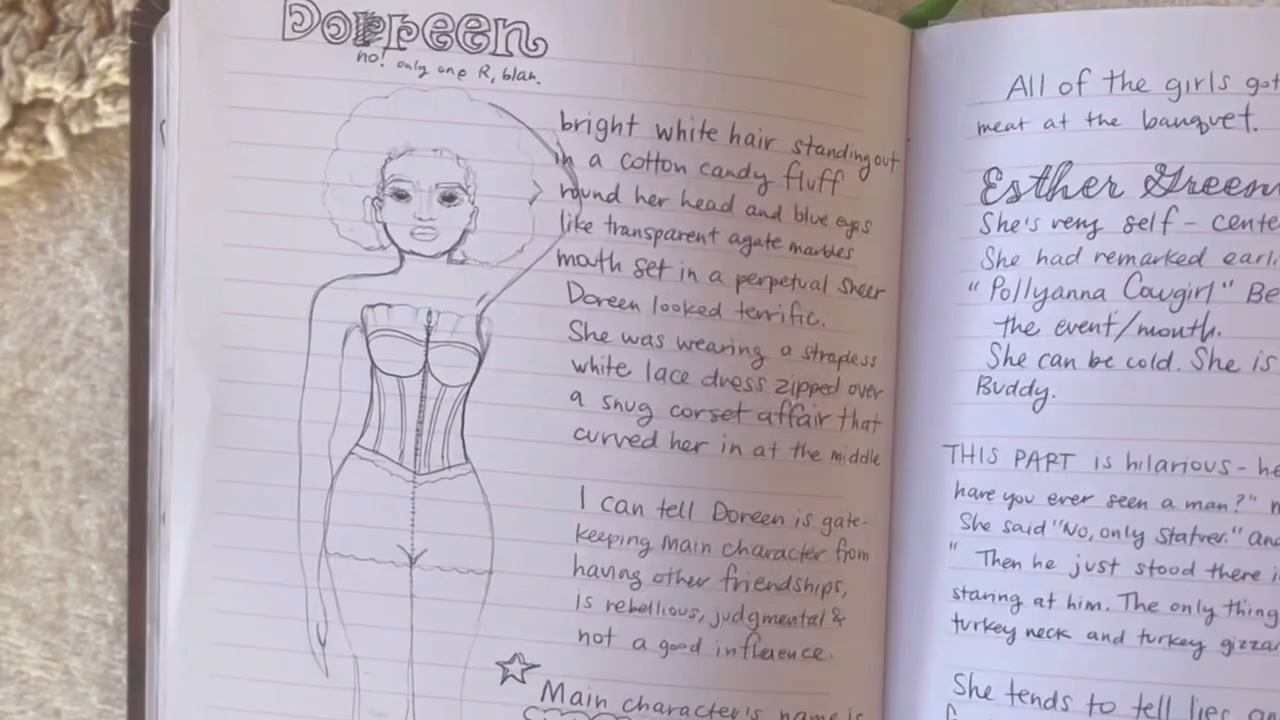 Dorreen
no! only one R, blah.
bright white hair standing out
in a cotton candy fluff
round her head and blue eyes
like transparent agate marbles
mouth set in a perpetual sneer
Doreen looked terrific.
She was wearing a strapless
white lace dress zipped over
a snug corset affair that
curved her in at the middle
I can tell Doreen is gate-
keeping main character from
having other friendships,
is rebellious, judgmental &
not a good influence.
Main character's name is
All of the girls got
meat at the banquet.
Esther Green
She's very self-cente
She had remarked earli
"Pollyanna Cowgirl" Be
the event/mouth.
She can be cold. She is
Buddy.
THIS PART is hilarious - he
have you ever seen a man?"
She said "No, only Statues." and
" Then he just stood there i
staring at him. The only thing
turkey neck and turkey gizza
She tends to tell lies